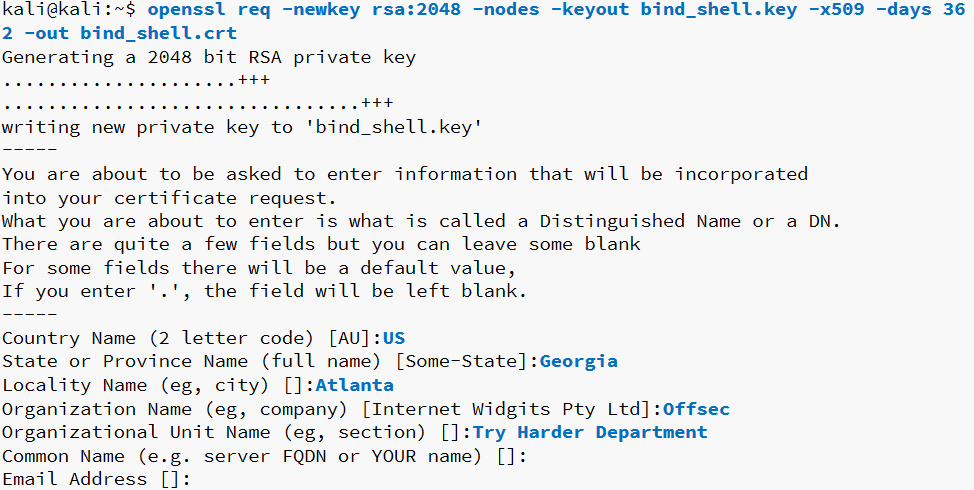 kali@kali:~$ openssl req -newkey rsa:2048 -nodes -keyout bind_shell.key -x509 -days 36
2 -out bind_shell.crt
Generating a 2048 bit RSA private key
.....................+++
................................+++
writing new private key to 'bind_shell.key'
-----
You are about to be asked to enter information that will be incorporated
into your certificate request.
What you are about to enter is what is called a Distinguished Name or a DN.
There are quite a few fields but you can leave some blank
For some fields there will be a default value,
If you enter '.', the field will be left blank.
-----
Country Name (2 letter code) [AU]:US
State or Province Name (full name) [Some-State]:Georgia
Locality Name (eg, city) []:Atlanta
Organization Name (eg, company) [Internet Widgits Pty Ltd]:Offsec
Organizational Unit Name (eg, section) []:Try Harder Department
Common Name (e.g. server FQDN or YOUR name) []:
Email Address []: